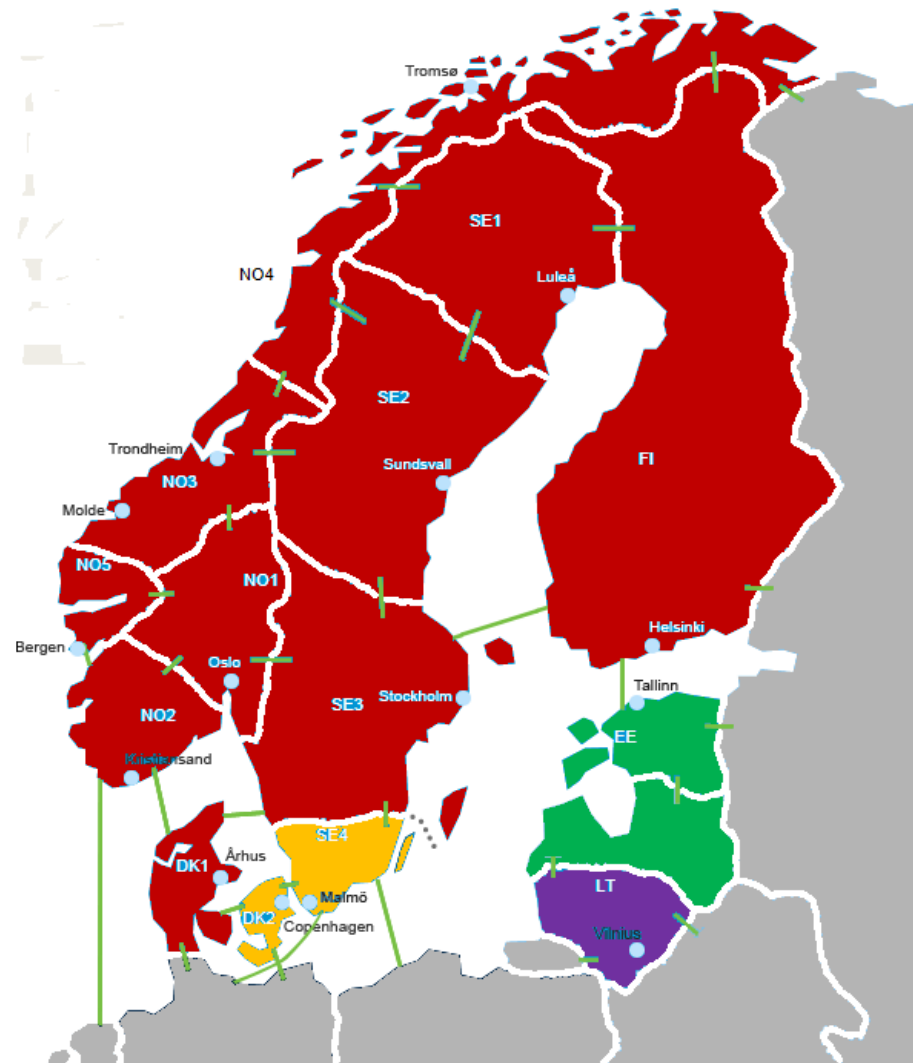 Tromsø
SE1
NO4
Luleå
SE2
Trondheim
Sundsvall
FI
NO3
Molde
NO5
NO1
Helsinki
Bergen
Oslo
Tallinn
Stockholm
SE3
NO2
EE
Kristiansand
SE4
Århus
DK1
LT
Malmö
DK2
Copenhagen
Vilnius